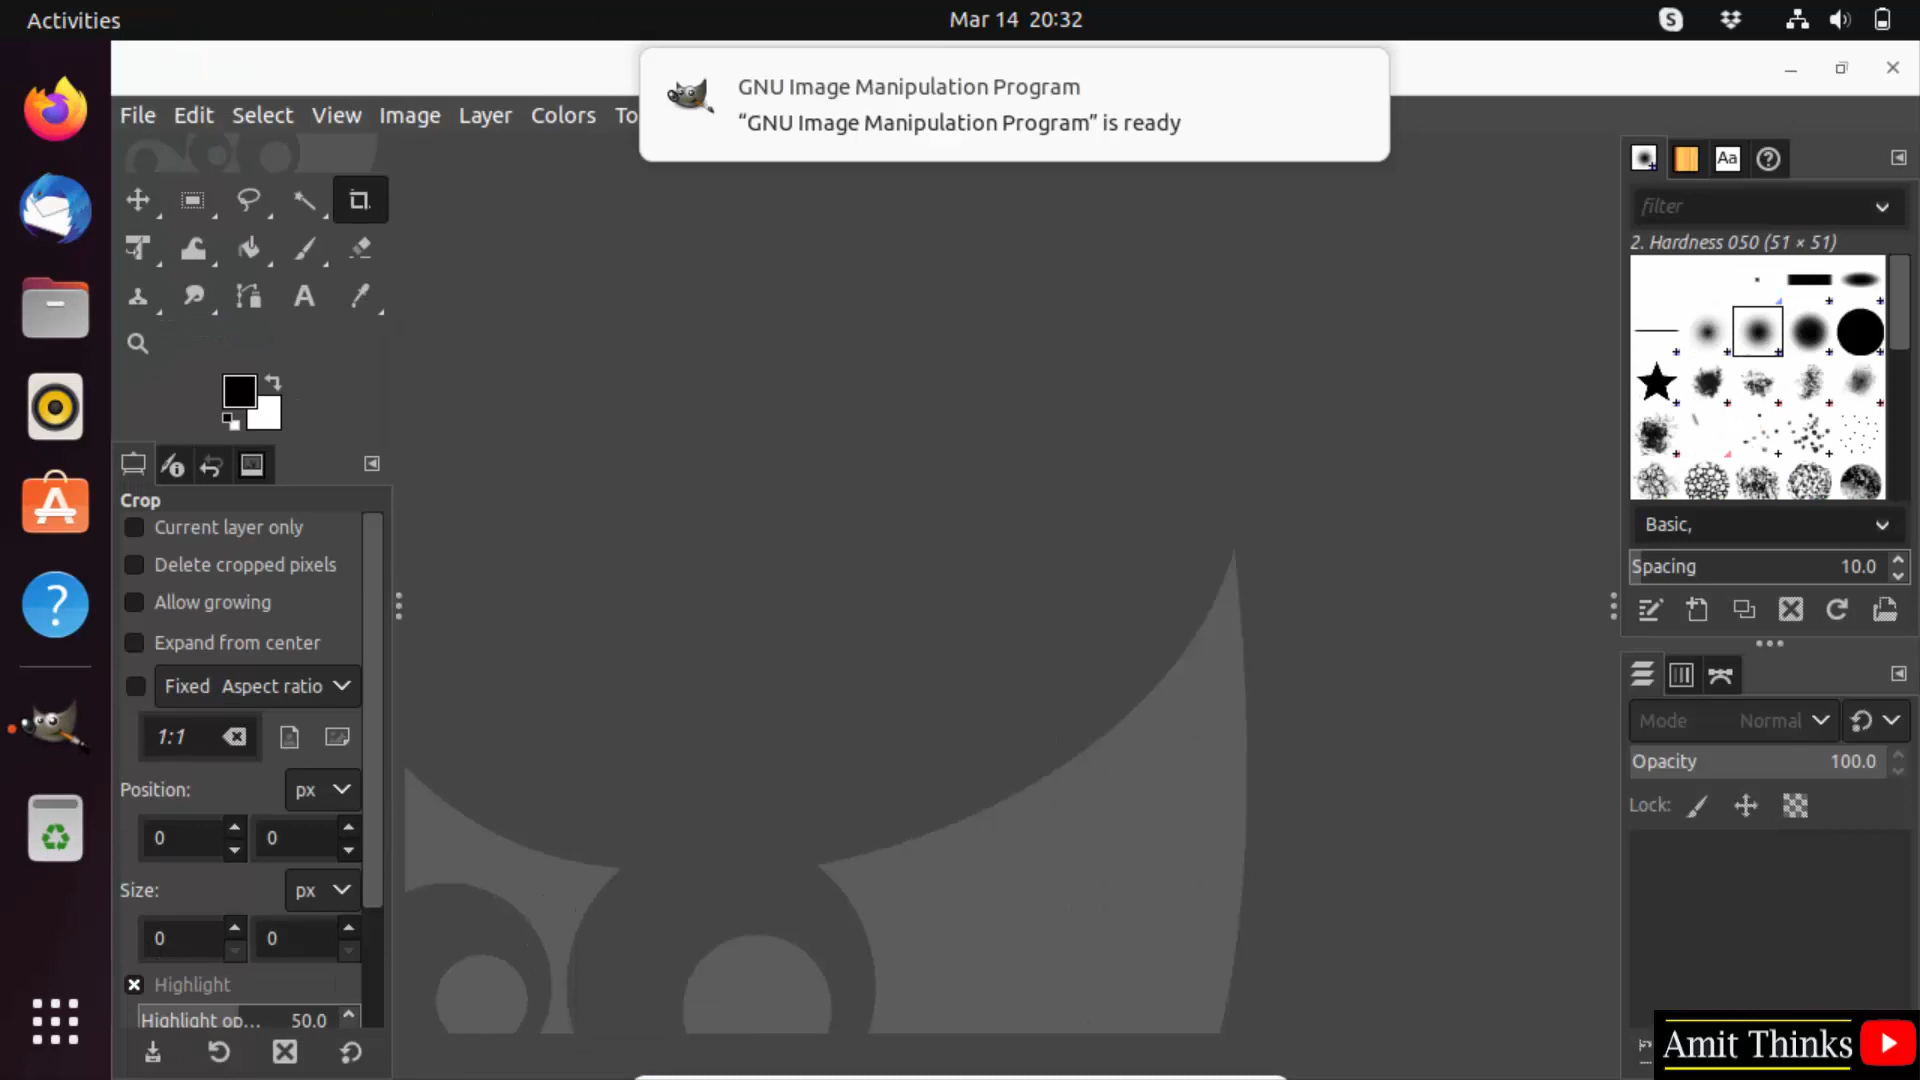 Activities
Mar 14 20:32
GNU Image Manipulation Program
“GNU Image Manipulation Program” is ready
File Edit Select View Image Layer Colors To
Aa
filter
2. Hardness 050 (51 × 51)
Basic,
Spacing 10.0
Crop
Current layer only
Delete cropped pixels
Allow growing
Expand from center
Fixed Aspect ratio
1:1
Position: px
0 0
Size: px
0 0
Highlight
Highlight op... 50.0
Mode Normal
Opacity 100.0
Lock:
Amit Thinks